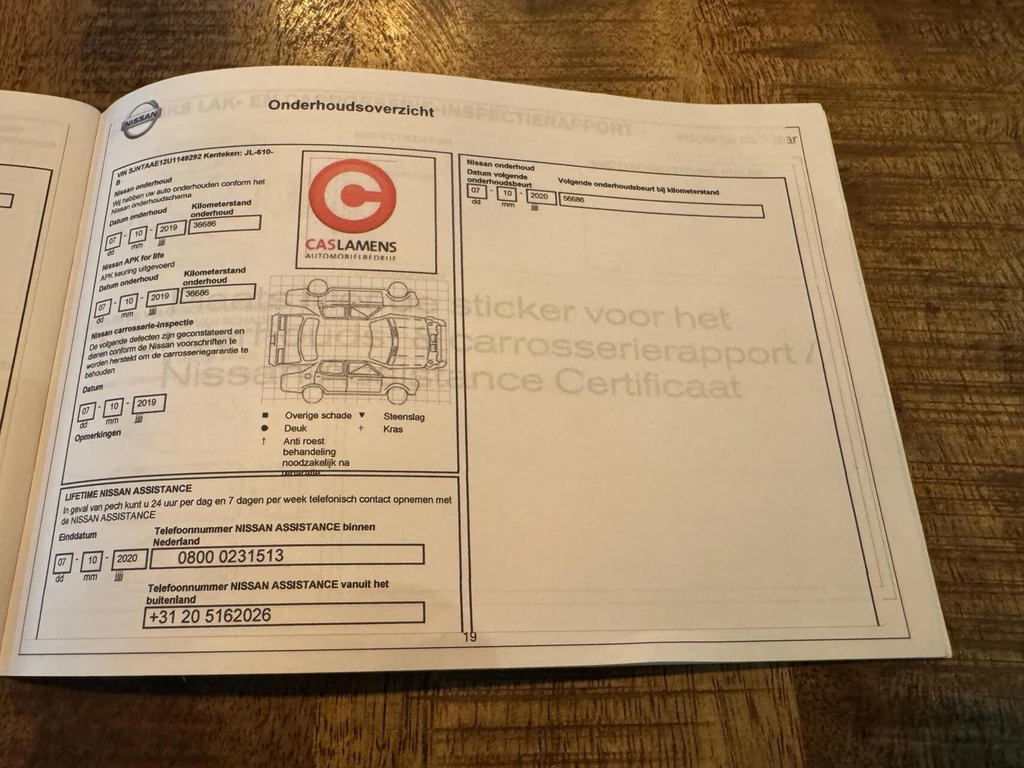 NISSAN
Onderhoudsoverzicht
VIN SJNTAAE12U1149292 Kenteken: JL-610-
B
Nissan onderhoud
Wij hebben uw auto onderhouden conform het
Nissan onderhoudschema
Datum onderhoud
Kilometerstand
onderhoud
07 - 10 - 2019
36686
dd mm jjjj
Nissan APK for life
APK keuring uitgevoerd
Datum onderhoud
Kilometerstand
onderhoud
07 - 10 - 2019
36686
dd mm jjjj
Nissan carrosserie-inspectie
De volgende defecten zijn geconstateerd en
dienen conform de Nissan voorschriften te
worden hersteld om de carrosseriegarantie te
behouden
Datum
07 - 10 - 2019
dd mm jjjj
Opmerkingen
CASLAMENS
AUTOMOBIELBEDRIJF
■ Overige schade ▼ Steenslag
● Deuk + Kras
† Anti roest
behandeling
noodzakelijk na
LIFETIME NISSAN ASSISTANCE
In geval van pech kunt u 24 uur per dag en 7 dagen per week telefonisch contact opnemen met
de NISSAN ASSISTANCE
Einddatum
07 - 10 - 2020
dd mm jjjj
Telefoonnummer NISSAN ASSISTANCE binnen
Nederland
0800 0231513
Telefoonnummer NISSAN ASSISTANCE vanuit het
buitenland
+31 20 5162026
Nissan onderhoud
Datum volgende
onderhoudsbeurt
Volgende onderhoudsbeurt bij kilometerstand
07 - 10 - 2020
56686
dd mm jjjj
sticker voor het
carrosserierapport
Certificaat
INSPECTIERAPPORT
19